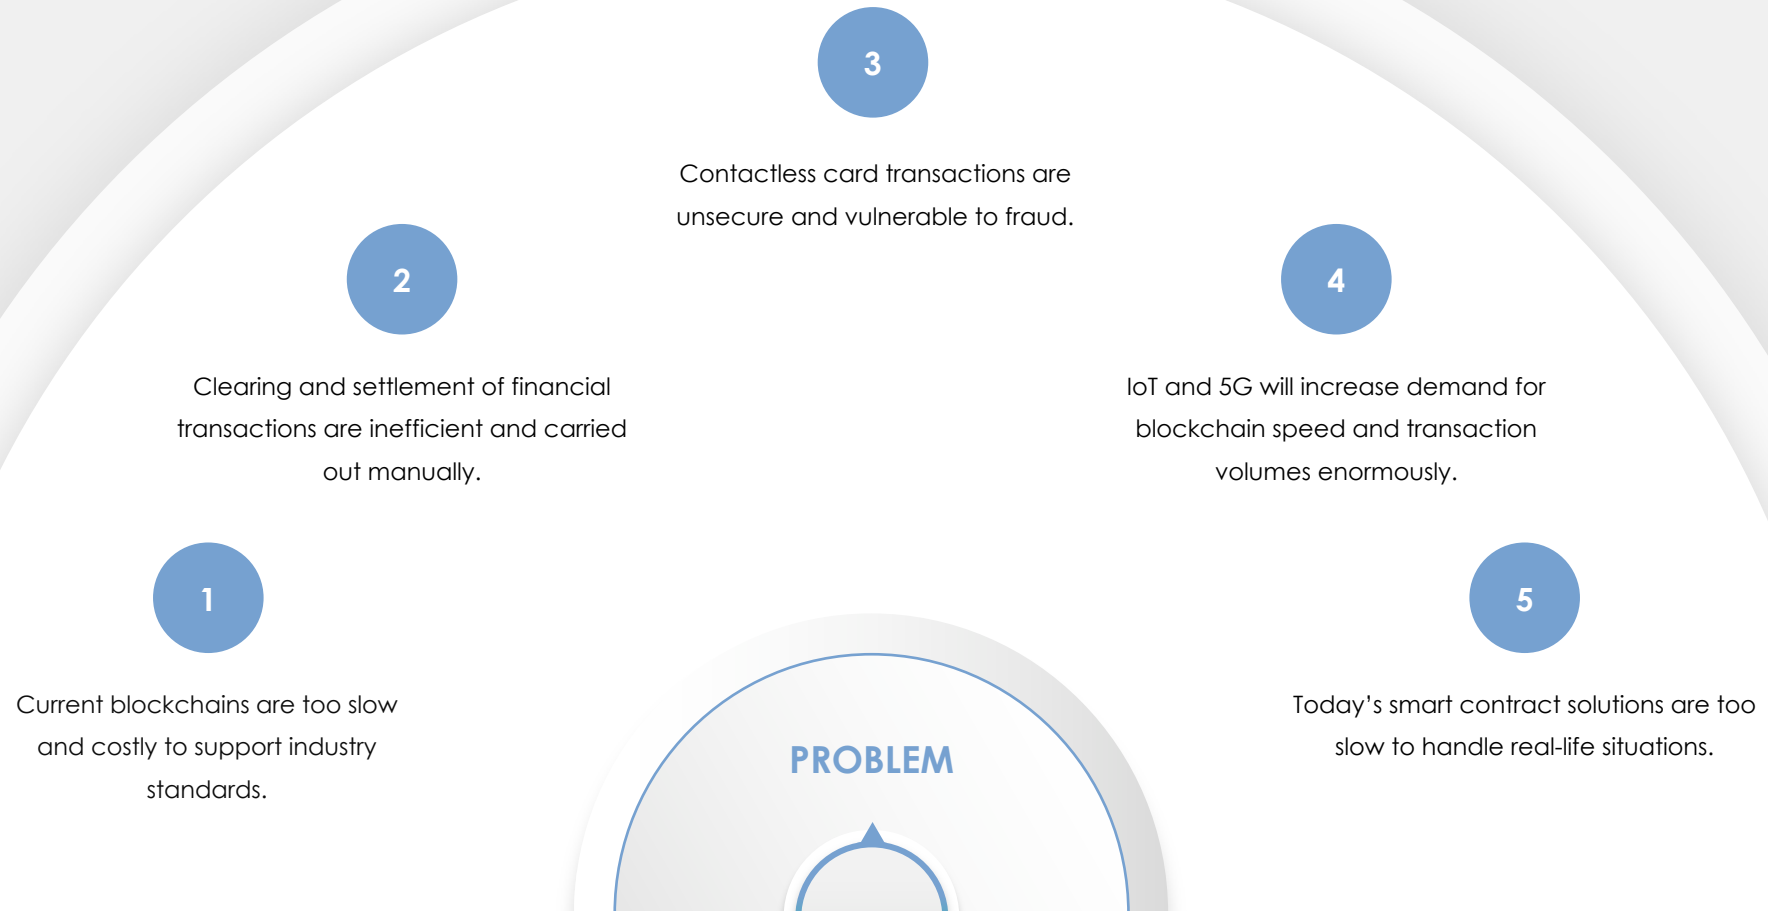 3
Contactless card transactions are
unsecure and vulnerable to fraud.
2
Clearing and settlement of financial
transactions are inefficient and carried
out manually.
4
IoT and 5G will increase demand for
blockchain speed and transaction
volumes enormously.
1
Current blockchains are too slow
and costly to support industry
standards.
5
Today’s smart contract solutions are too
slow to handle real-life situations.
PROBLEM